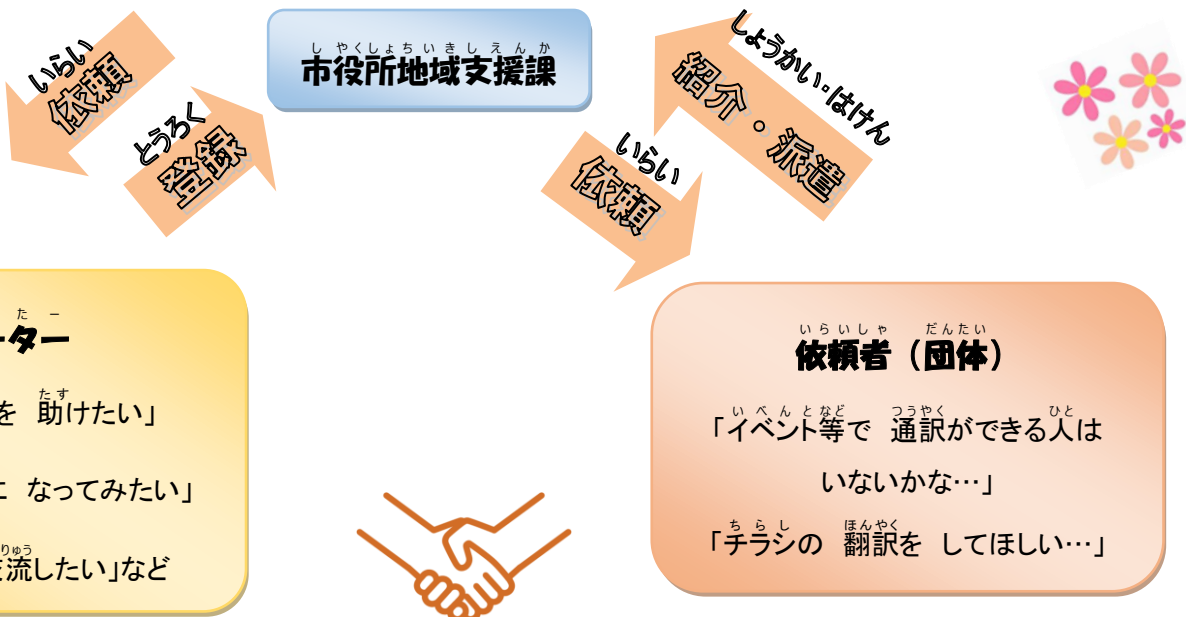 しやくしょちいきしえんか
市役所地域支援課
いらい
依頼
とうろく
登録
しょうかい・はけん
紹介・派遣
いらい
依頼
たー
ーター
を 助けたい」
たす
なってみたい」
りゅう
流したい」など
いらいしゃ だんたい
依頼者（団体）
いべんとなど つうやく ひと
「イベント等で 通訳ができる人は
いないかな…」
ちらし ほんやく
「チラシの 翻訳を してほしい…」